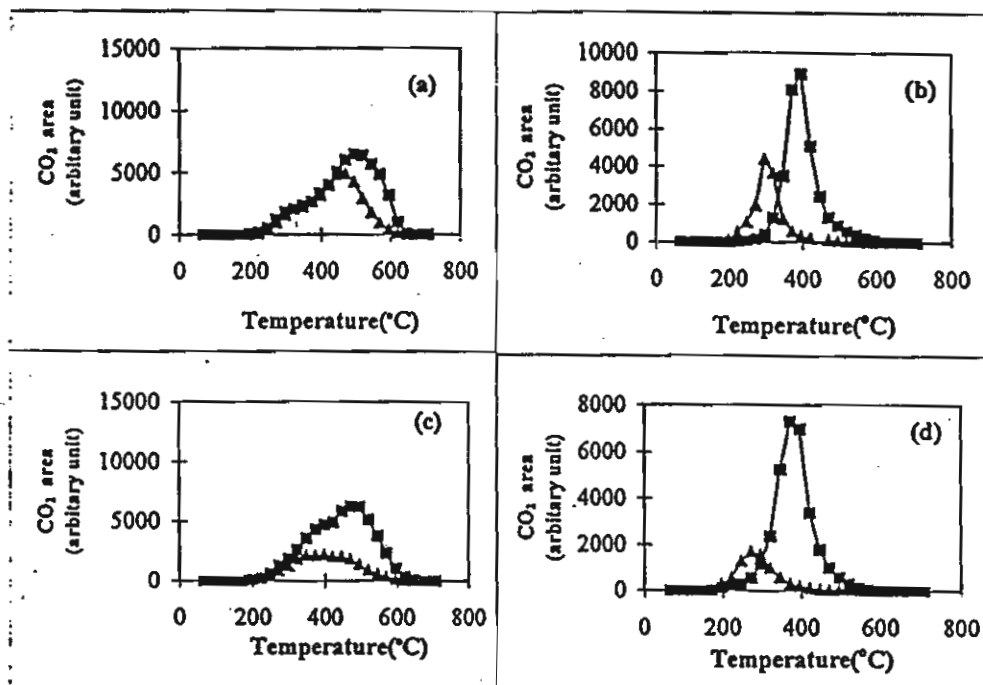 15000
10000
5000
0
CO₂ area
(arbitary unit)
(a)
0 200 400 600 800
Temperature(°C)
10000
8000
6000
4000
2000
0
CO₂ area
(arbitary unit)
(b)
0 200 400 600 800
Temperature(°C)
15000
10000
5000
0
CO₂ area
(arbitary unit)
(c)
0 200 400 600 800
Temperature(°C)
8000
6000
4000
2000
0
CO₂ area
(arbitary unit)
(d)
0 200 400 600 800
Temperature(°C)